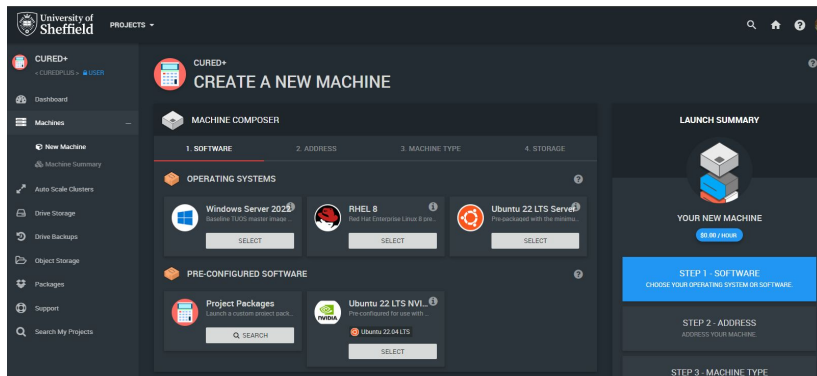 University of
Sheffield
PROJECTS
CURED+
< CUREDPLUS > USER
Dashboard
Machines
New Machine
Machine Summary
Auto Scale Clusters
Drive Storage
Drive Backups
Object Storage
Packages
Support
Search My Projects
CURED+
CREATE A NEW MACHINE
MACHINE COMPOSER
1. SOFTWARE 2. ADDRESS 3. MACHINE TYPE 4. STORAGE
OPERATING SYSTEMS
Windows Server 2022
Baseline TUOS master image ...
SELECT
RHEL 8
Red Hat Enterprise Linux 8 pre...
SELECT
Ubuntu 22 LTS Server
Pre-packaged with the minimu...
SELECT
PRE-CONFIGURED SOFTWARE
Project Packages
Launch a custom project pack...
SEARCH
NVIDIA
Ubuntu 22 LTS NVI...
Pre-configured for use with ...
Ubuntu 22.04 LTS
SELECT
LAUNCH SUMMARY
YOUR NEW MACHINE
$0.00 / HOUR
STEP 1 - SOFTWARE
CHOOSE YOUR OPERATING SYSTEM OR SOFTWARE.
STEP 2 - ADDRESS
ADDRESS YOUR MACHINE.
STEP 3 - MACHINE TYPE